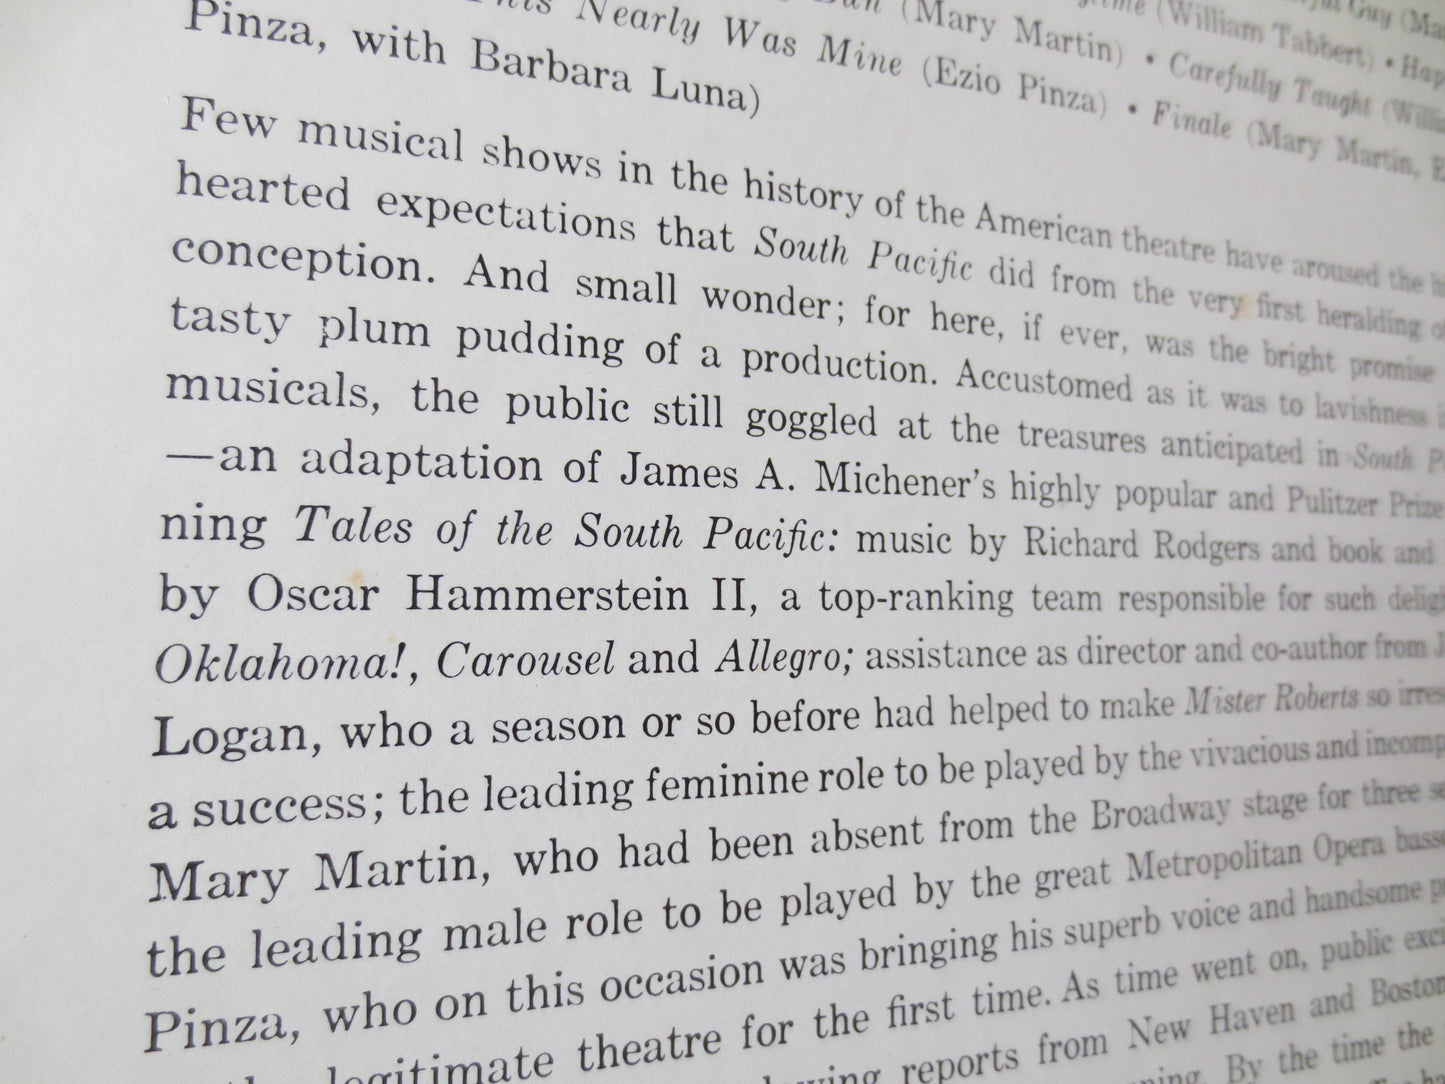 (Mary Martin) • Carefully Taught
This Nearly Was Mine (Ezio Pinza) • Finale (Mary Martin,
(William Tabbert) •
Pinza, with Barbara Luna)
Few musical shows in the history of the American theatre have aroused the
hearted expectations that South Pacific did from the very first heralding
conception. And small wonder; for here, if ever, was the bright promise
tasty plum pudding of a production. Accustomed as it was to lavishness
musicals, the public still goggled at the treasures anticipated in South
—an adaptation of James A. Michener's highly popular and Pulitzer Prize
ning Tales of the South Pacific: music by Richard Rodgers and book and
by Oscar Hammerstein II, a top-ranking team responsible for such
Oklahoma!, Carousel and Allegro; assistance as director and co-author from
Logan, who a season or so before had helped to make Mister Roberts so
a success; the leading feminine role to be played by the vivacious and
Mary Martin, who had been absent from the Broadway stage for three
the leading male role to be played by the great Metropolitan Opera
Pinza, who on this occasion was bringing his superb voice and handsome
legitimate theatre for the first time. As time went on, public
reports from New Haven and Boston
By the time the